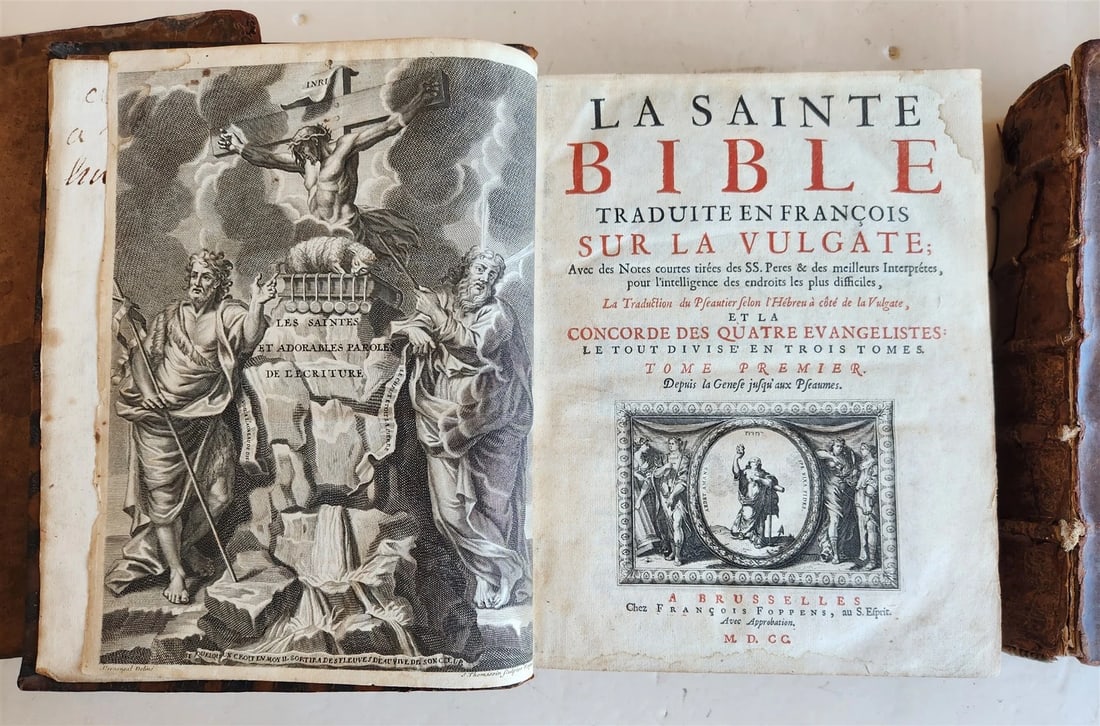 INRI
LES SAINTES
ET ADORABLES PAROLES
DE L'ECRITURE
LA SAINTE
BIBLE
TRADUITE EN FRANÇOIS
SUR LA VULGATE;
Avec des Notes courtes tirées des SS. Peres & des meilleurs Interprétes,
pour l'intelligence des endroits les plus difficiles,
La Traduction du Pseautier selon l'Hébreu à côté de la Vulgate,
ET LA
CONCORDE DES QUATRE EVANGELISTES:
LE TOUT DIVISE' EN TROIS TOMES.
TOME PREMIER.
Depuis la Genese jusqu'aux Pseaumes.
יהוה
A BRUSSELLES
Chez FRANÇOIS FOPPENS, au S. Esprit.
Avec Approbation.
M. D. CC.